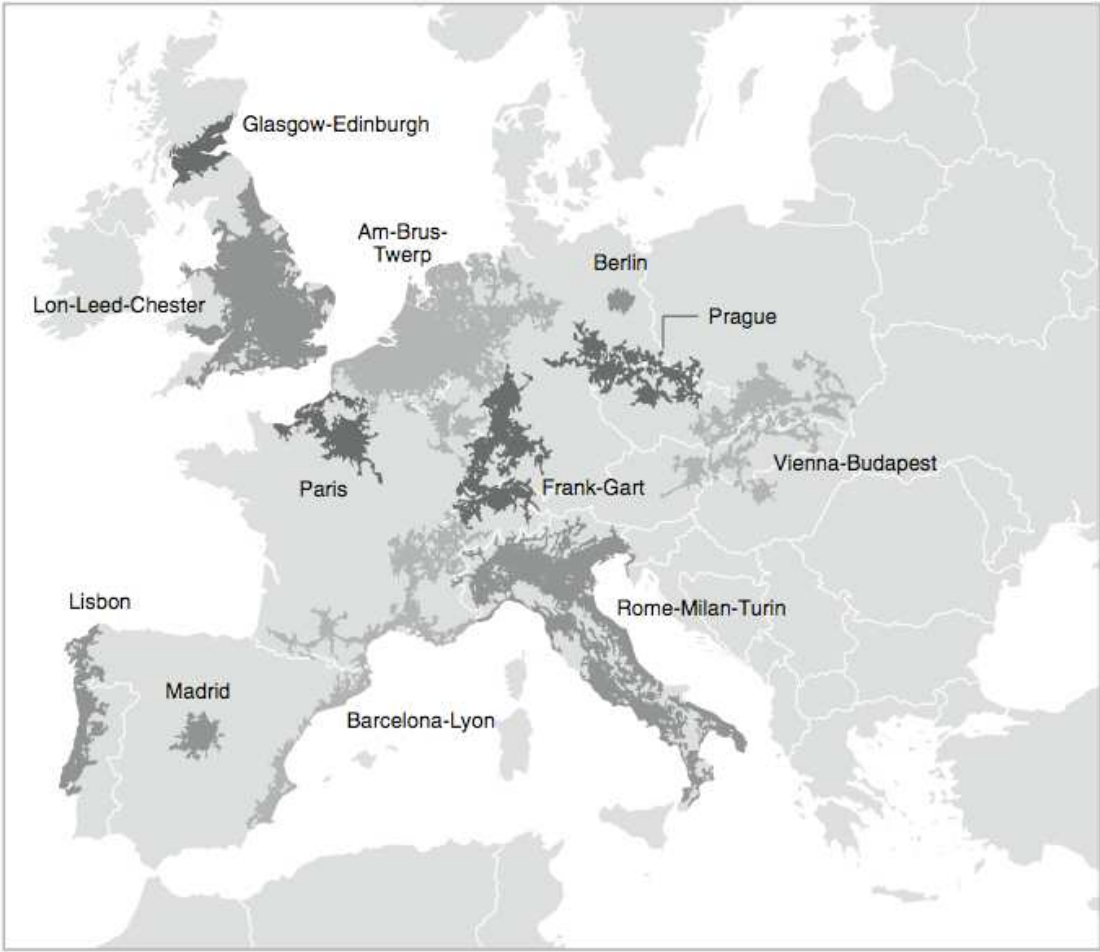 Glasgow-Edinburgh
Am-Brus-
Twerp
Berlin
Lon-Leed-Chester
Prague
Vienna-Budapest
Paris
Frank-Gart
Lisbon
Rome-Milan-Turin
Madrid
Barcelona-Lyon